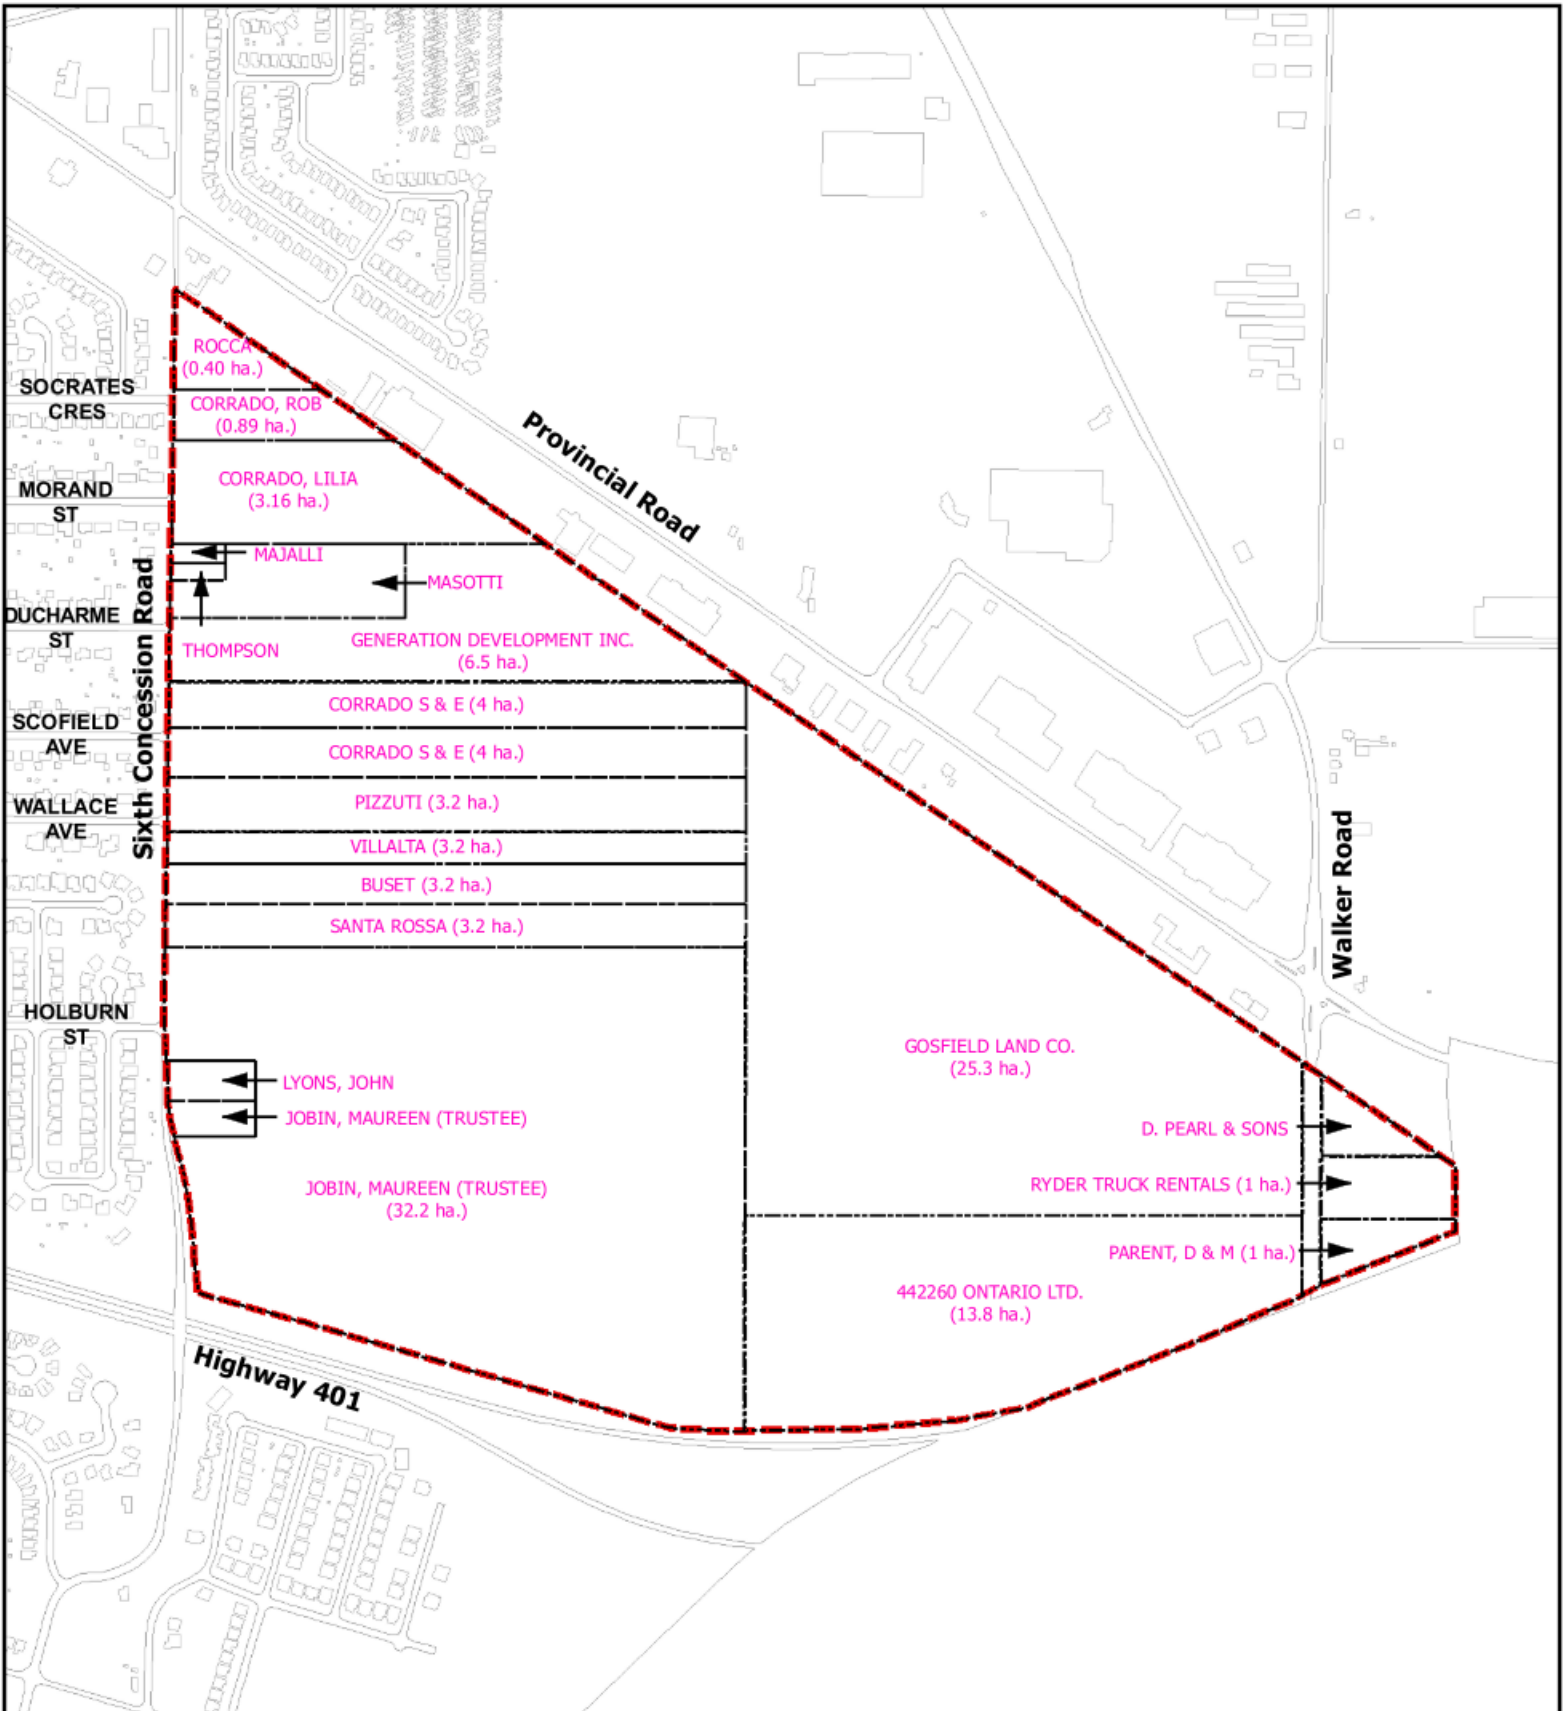 ROCCA
(0.40 ha.)
SOCRATES
CRES
CORRADO, ROB
(0.89 ha.)
Provincial Road
CORRADO, LILIA
(3.16 ha.)
MORAND
ST
MAJALLI
MASOTTI
Sixth Concession Road
DUCHARME
ST
THOMPSON
GENERATION DEVELOPMENT INC.
(6.5 ha.)
CORRADO S & E (4 ha.)
SCOFIELD
AVE
CORRADO S & E (4 ha.)
PIZZUTI (3.2 ha.)
WALLACE
AVE
VILLALTA (3.2 ha.)
BUSET (3.2 ha.)
SANTA ROSSA (3.2 ha.)
Walker Road
HOLBURN
ST
GOSFIELD LAND CO.
(25.3 ha.)
LYONS, JOHN
JOBIN, MAUREEN (TRUSTEE)
D. PEARL & SONS
JOBIN, MAUREEN (TRUSTEE)
(32.2 ha.)
RYDER TRUCK RENTALS (1 ha.)
PARENT, D & M (1 ha.)
442260 ONTARIO LTD.
(13.8 ha.)
Highway 401